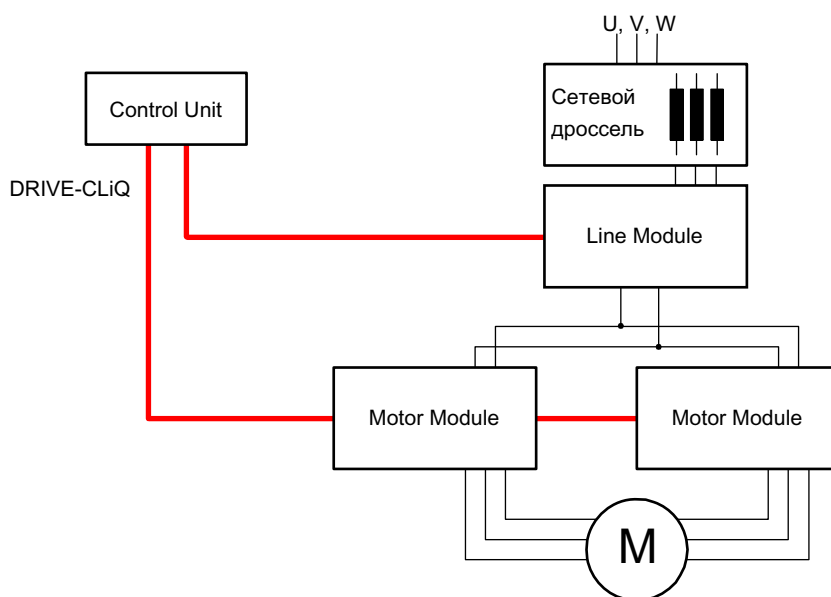 U, V, W
Сетевой
дроссель
Control Unit
DRIVE-CLiQ
Line Module
Motor Module
Motor Module
M